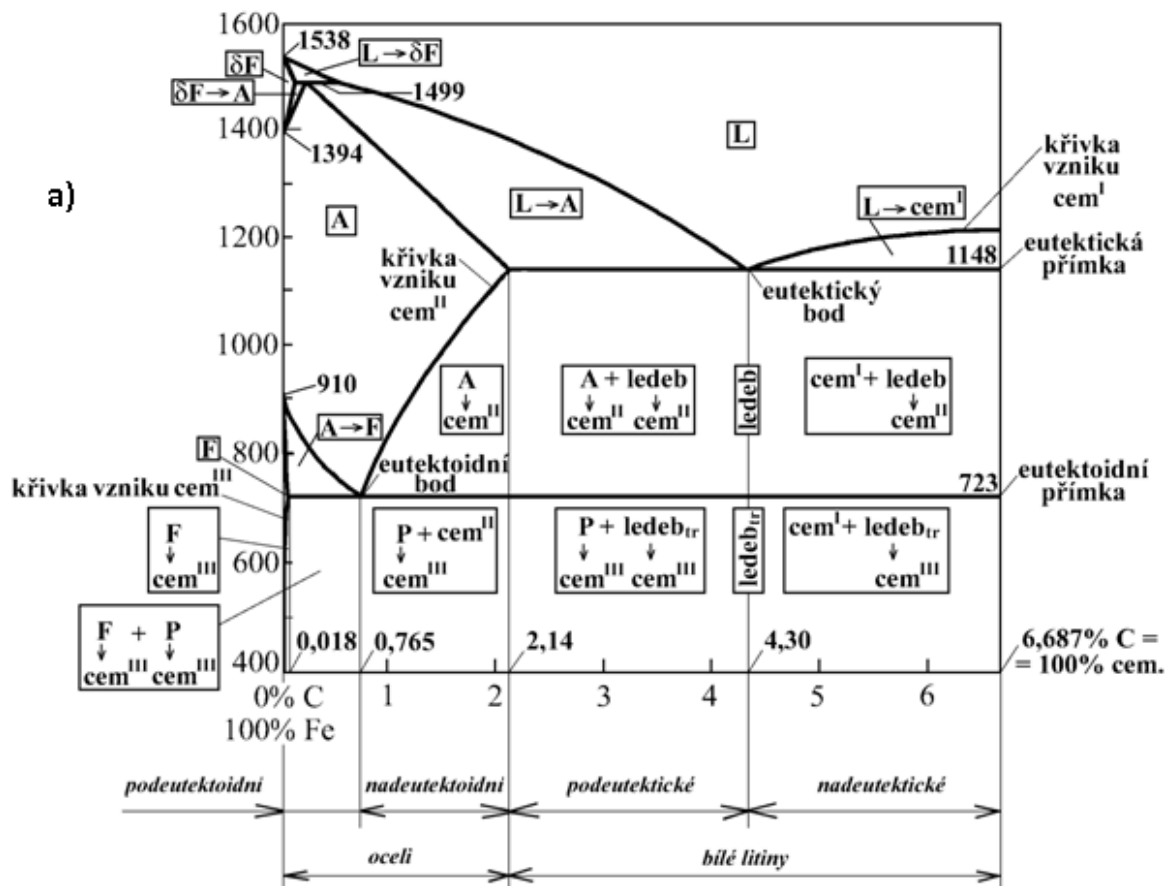 1600
1538
L → δF
δF
δF → A
1499
1400
1394
L
křivka
vzniku
cem^I
a)
L → A
L → cem^I
A
1200
křivka
vzniku
cem^II
1148
eutektická
přímka
eutektický
bod
1000
910
A
↓
cem^II
A + ledeb
↓ ↓
cem^II cem^II
ledeb
cem^I + ledeb
↓
cem^II
A → F
800
F
eutektoidní
bod
723
eutektoidní
přímka
křivka vzniku cem^III
F
↓
cem^III
600
P + cem^II
↓
cem^III
P + ledeb_tr
↓ ↓
cem^III cem^III
ledeb_tr
cem^I + ledeb_tr
↓
cem^III
F + P
↓ ↓
cem^III cem^III
400
0,018
0,765
2,14
4,30
6,687% C =
= 100% cem.
0% C
1 2 3 4 5 6
100% Fe
podeutektoidní nadeutektoidní podeutektické nadeutektické
oceli bílé litiny